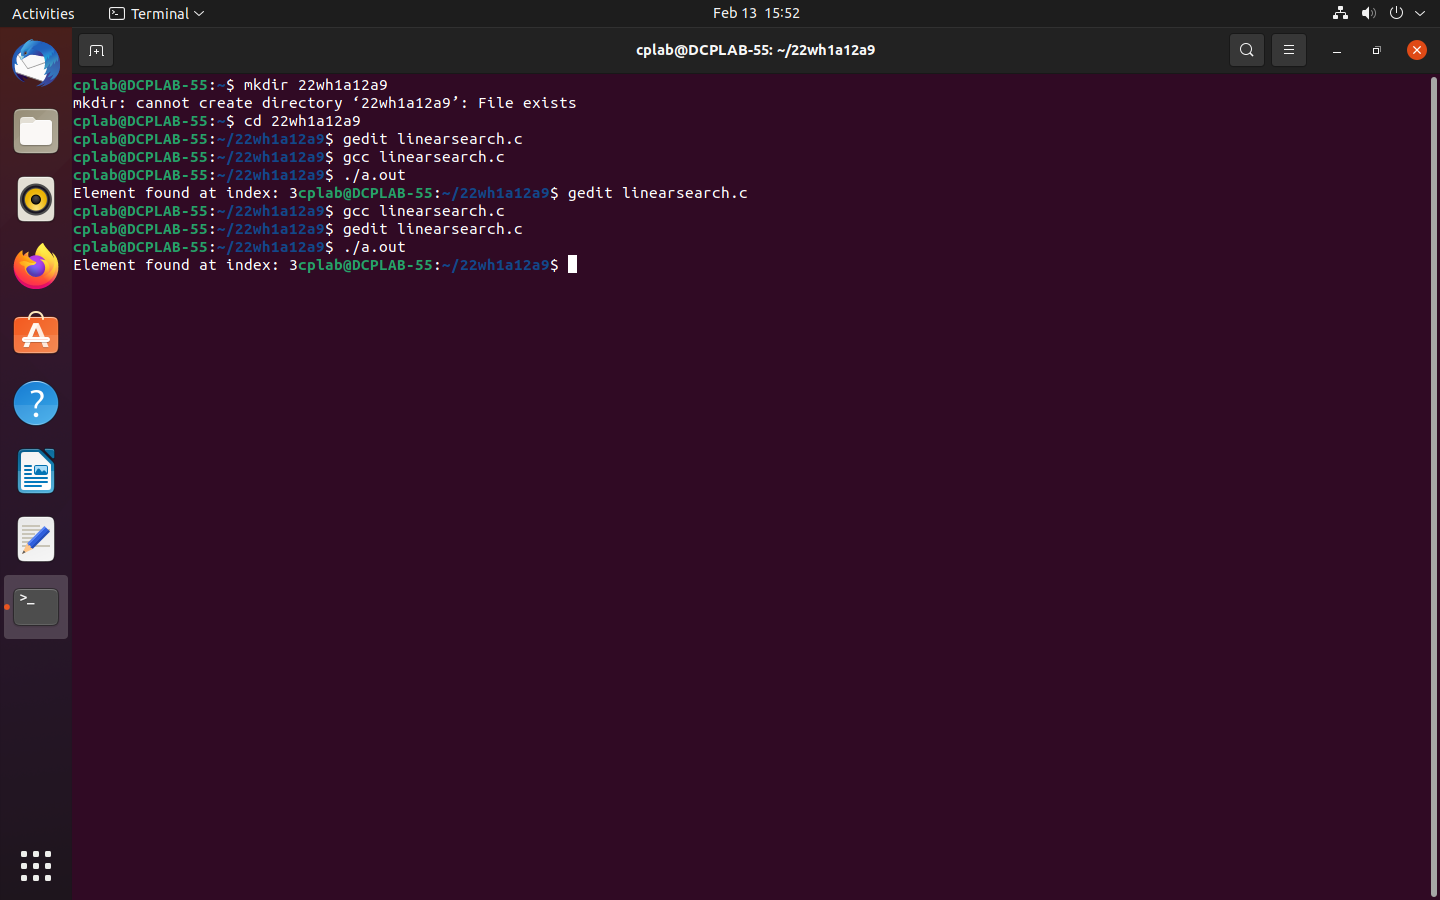 Activities
Terminal
Feb 13 15:52
cplab@DCPLAB-55: ~/22wh1a12a9
cplab@DCPLAB-55:~$ mkdir 22wh1a12a9
mkdir: cannot create directory ‘22wh1a12a9’: File exists
cplab@DCPLAB-55:~$ cd 22wh1a12a9
cplab@DCPLAB-55:~/22wh1a12a9$ gedit linearsearch.c
cplab@DCPLAB-55:~/22wh1a12a9$ gcc linearsearch.c
cplab@DCPLAB-55:~/22wh1a12a9$ ./a.out
Element found at index: 3cplab@DCPLAB-55:~/22wh1a12a9$ gedit linearsearch.c
cplab@DCPLAB-55:~/22wh1a12a9$ gcc linearsearch.c
cplab@DCPLAB-55:~/22wh1a12a9$ gedit linearsearch.c
cplab@DCPLAB-55:~/22wh1a12a9$ ./a.out
Element found at index: 3cplab@DCPLAB-55:~/22wh1a12a9$